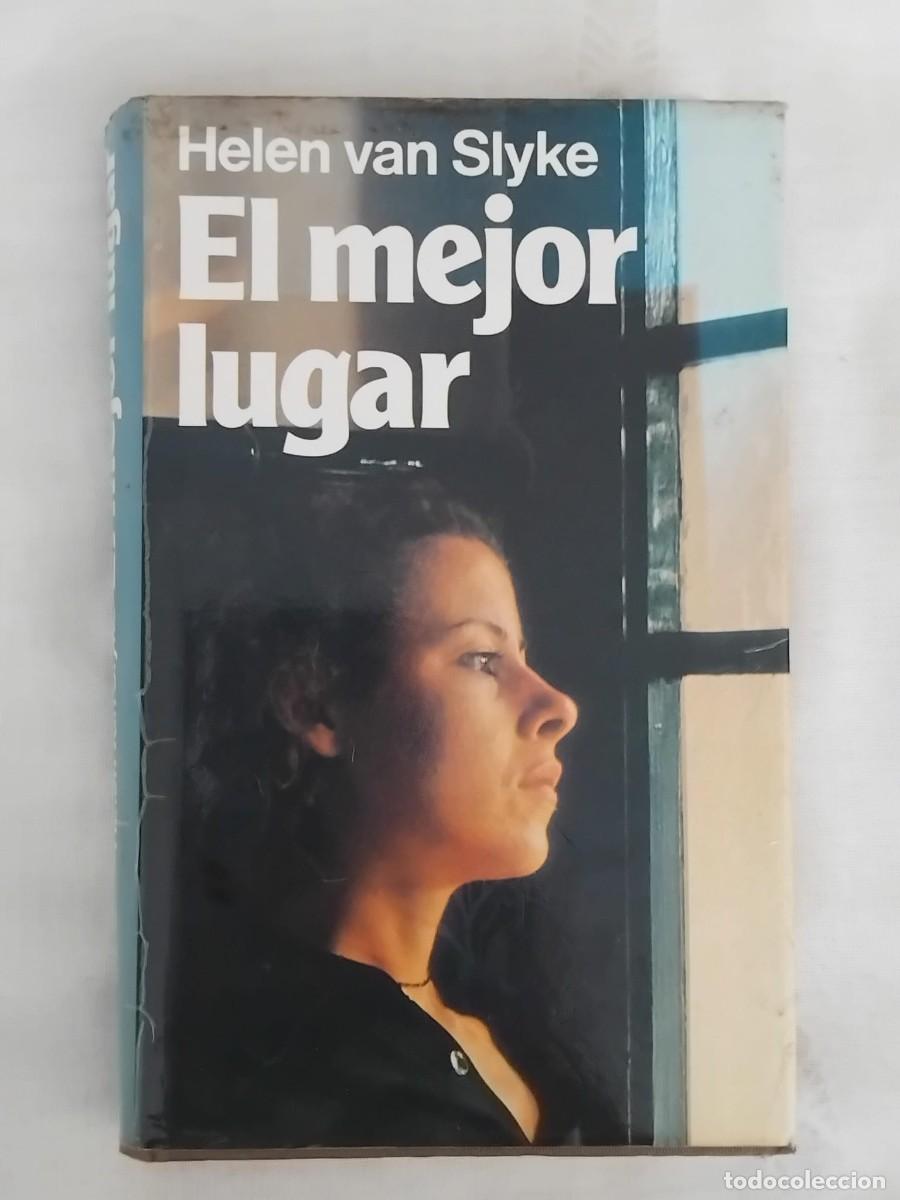 Helen van Slyke
El mejor
lugar
todocoleccion